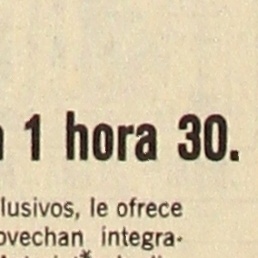 1 hora 30.
lusivos, le ofrece
ovechan integra-